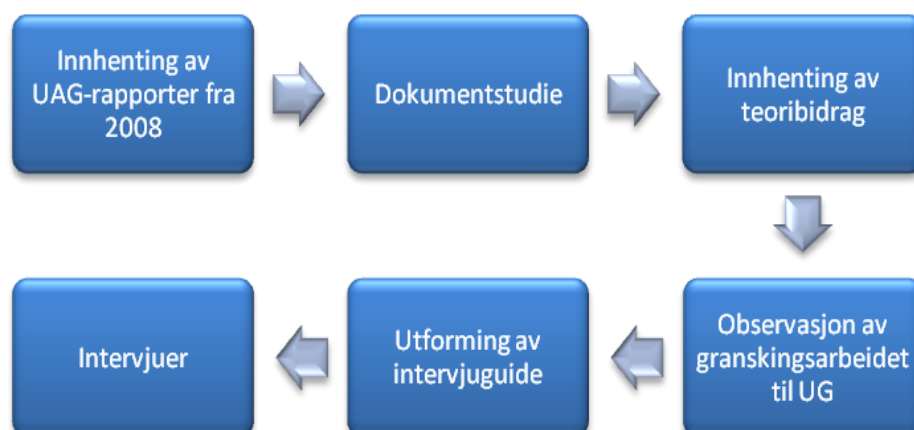 Innhenting av
UAG-rapporter fra
2008
Dokumentstudie
Innhenting av
teoribidrag
Observasjon av
granskingsarbeidet
til UG
Utforming av
intervjuguide
Intervjuer